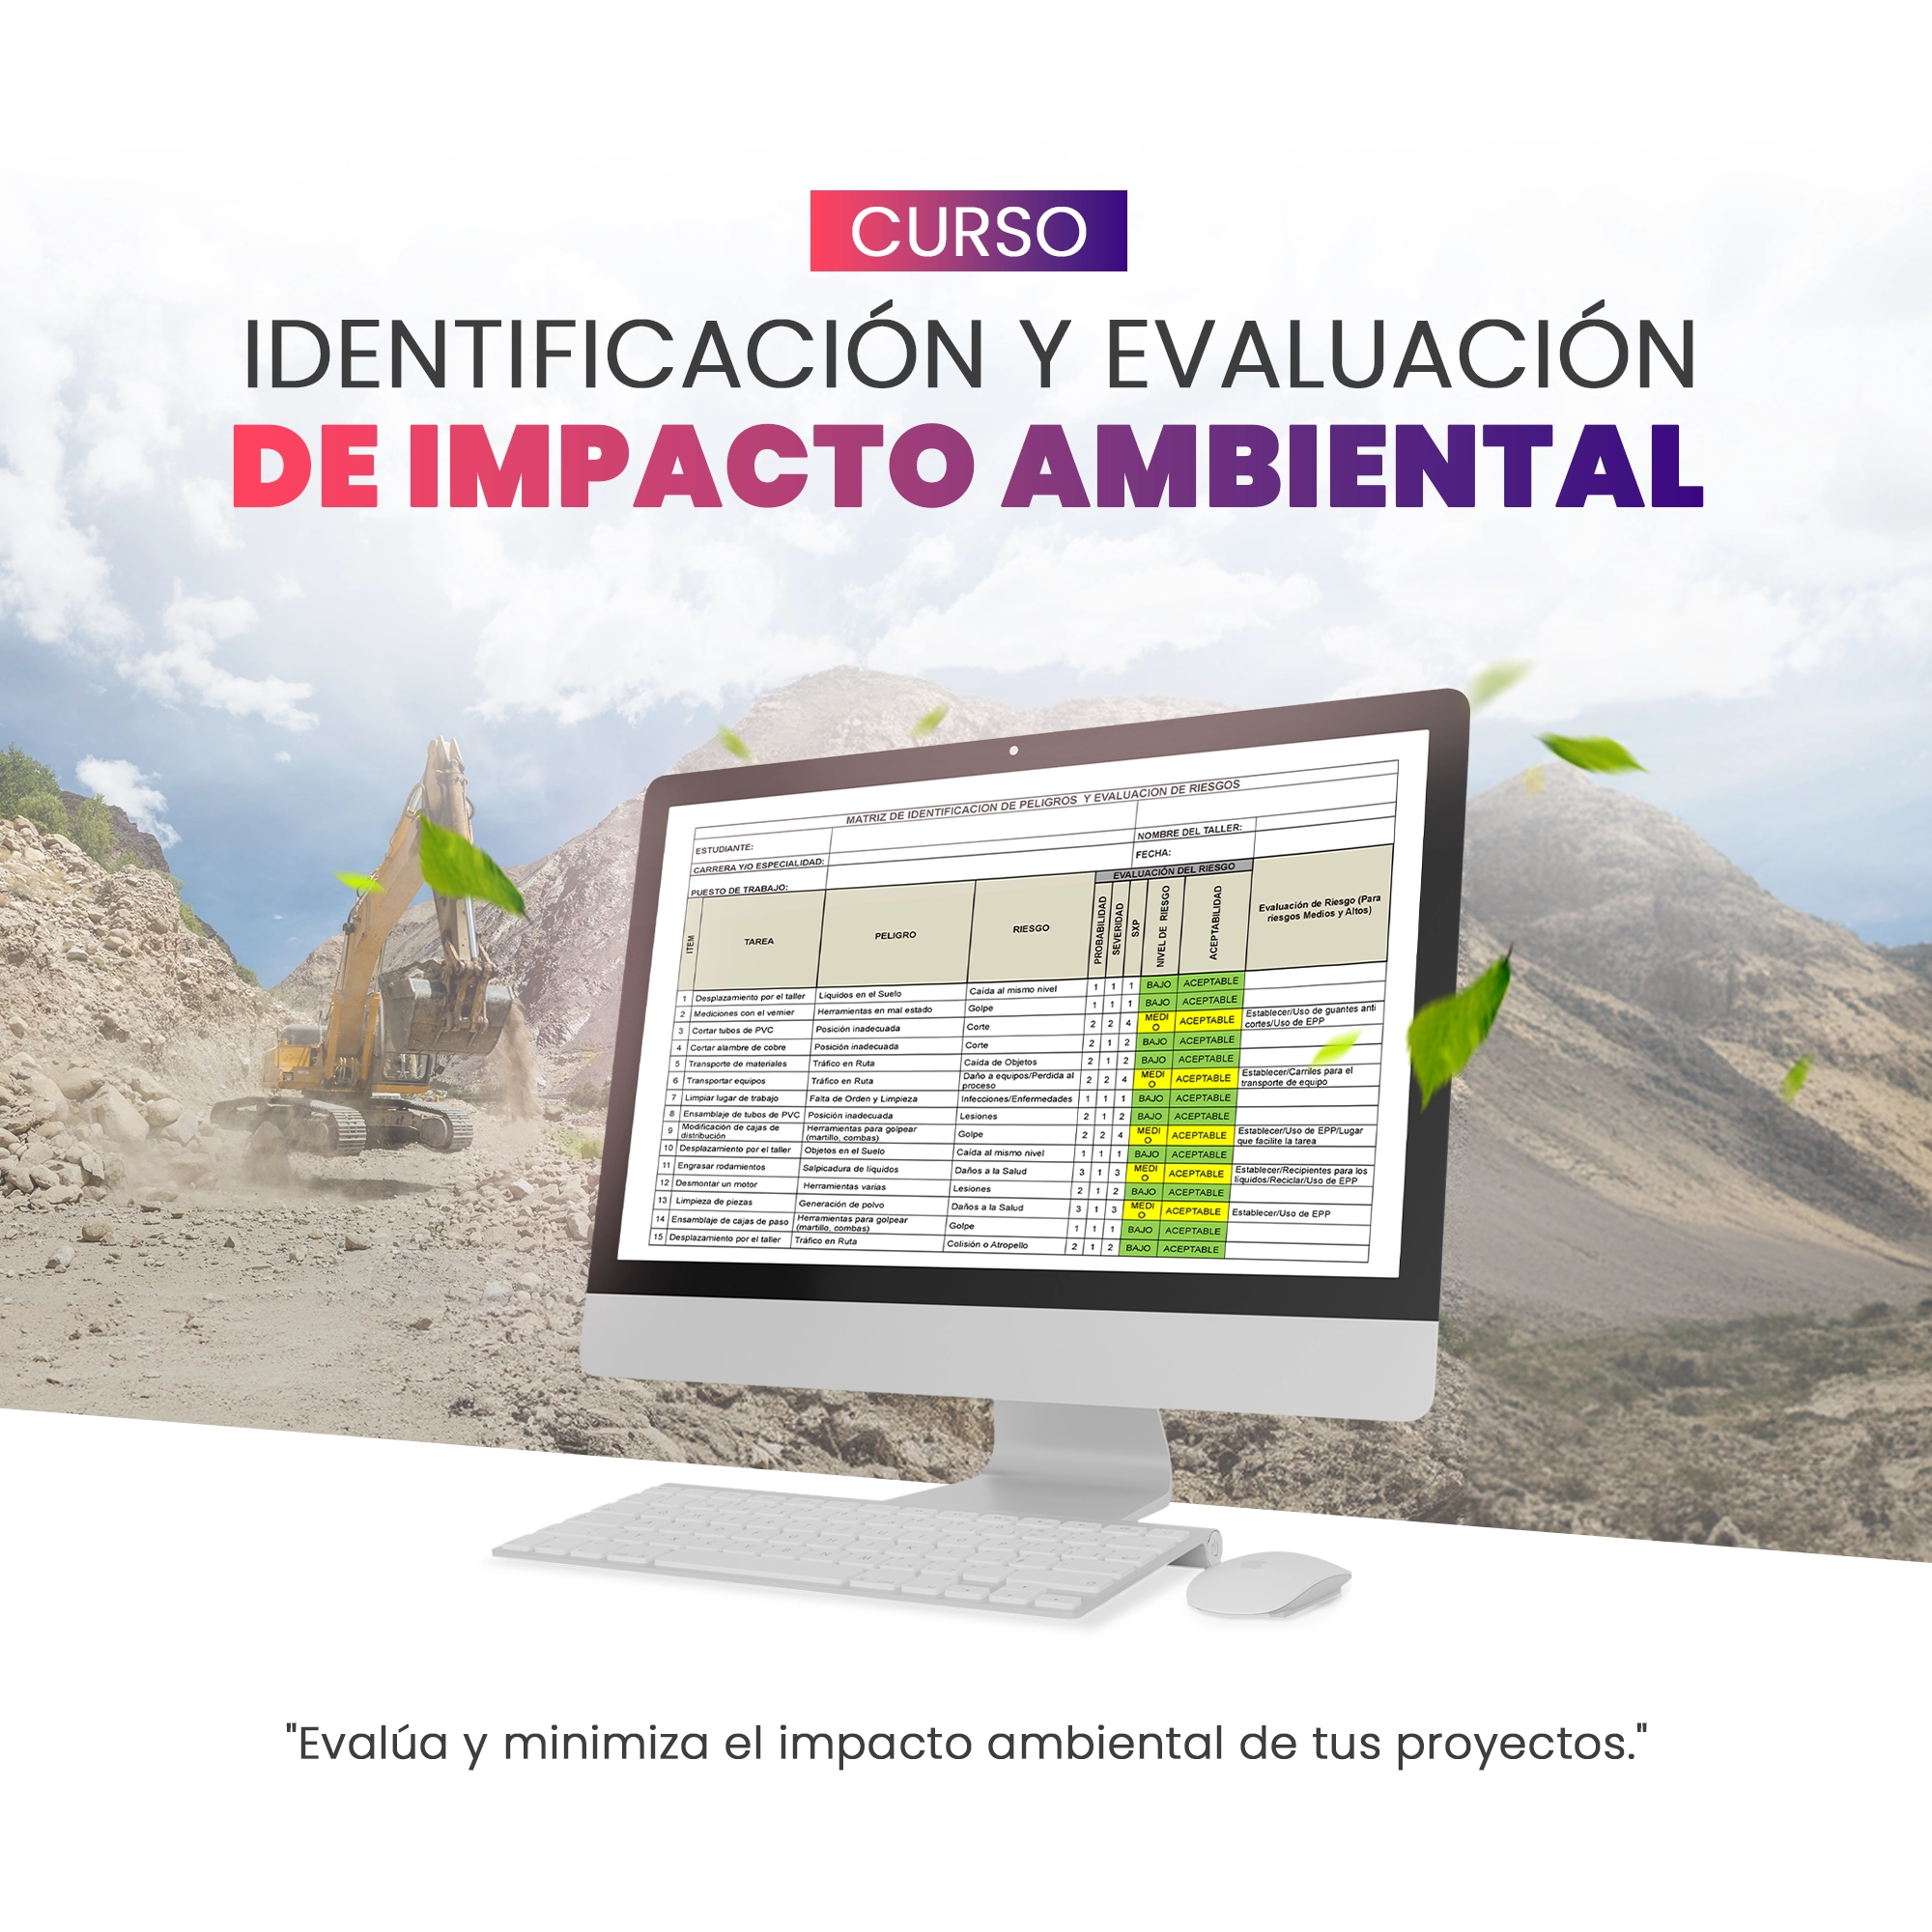 CURSO
IDENTIFICACIÓN Y EVALUACIÓN
DE IMPACTO AMBIENTAL
MATRIZ DE IDENTIFICACION DE PELIGROS Y EVALUACION DE RIESGOS
ESTUDIANTE:
NOMBRE DEL TALLER:
CARRERA Y/O ESPECIALIDAD:
FECHA:
PUESTO DE TRABAJO:
EVALUACIÓN DEL RIESGO
ITEM TAREA PELIGRO RIESGO PROBABILIDAD SEVERIDAD SXP NIVEL DE RIESGO ACEPTABILIDAD Evaluación de Riesgo (Para
riesgos Medios y Altos)
1 Desplazamiento por el taller Líquidos en el Suelo Caída al mismo nivel 1 1 1 BAJO ACEPTABLE
2 Mediciones con el vernier Herramientas en mal estado Golpe 1 1 1 BAJO ACEPTABLE
3 Cortar tubos de PVC Posición inadecuada Corte 2 2 4 MEDIO ACEPTABLE Establecer/Uso de guantes anti
cortes/Uso de EPP
4 Cortar alambre de cobre Posición inadecuada Corte 2 1 2 BAJO ACEPTABLE
5 Transporte de materiales Tráfico en Ruta Caída de Objetos 2 1 2 BAJO ACEPTABLE
6 Transportar equipos Tráfico en Ruta Daño a equipos/Perdida al
proceso 2 2 4 MEDIO ACEPTABLE Establecer/Carriles para el
transporte de equipo
7 Limpiar lugar de trabajo Falta de Orden y Limpieza Infecciones/Enfermedades 1 1 1 BAJO ACEPTABLE
8 Ensamblaje de tubos de PVC Posición inadecuada Lesiones 2 1 2 BAJO ACEPTABLE
9 Modificación de cajas de
distribución Herramientas para golpear
(martillo, combas) Golpe 2 2 4 MEDIO ACEPTABLE Establecer/Uso de EPP/Lugar
que facilite la tarea
10 Desplazamiento por el taller Objetos en el Suelo Caída al mismo nivel 1 1 1 BAJO ACEPTABLE
11 Engrasar rodamientos Salpicadura de líquidos Daños a la Salud 3 1 3 MEDIO ACEPTABLE Establecer/Recipientes para los
líquidos/Reciclar/Uso de EPP
12 Desmontar un motor Herramientas varias Lesiones 2 1 2 BAJO ACEPTABLE
13 Limpieza de piezas Generación de polvo Daños a la Salud 3 1 3 MEDIO ACEPTABLE Establecer/Uso de EPP
14 Ensamblaje de cajas de paso Herramientas para golpear
(martillo, combas) Golpe 1 1 1 BAJO ACEPTABLE
15 Desplazamiento por el taller Tráfico en Ruta Colisión o Atropello 2 1 2 BAJO ACEPTABLE
"Evalúa y minimiza el impacto ambiental de tus proyectos."